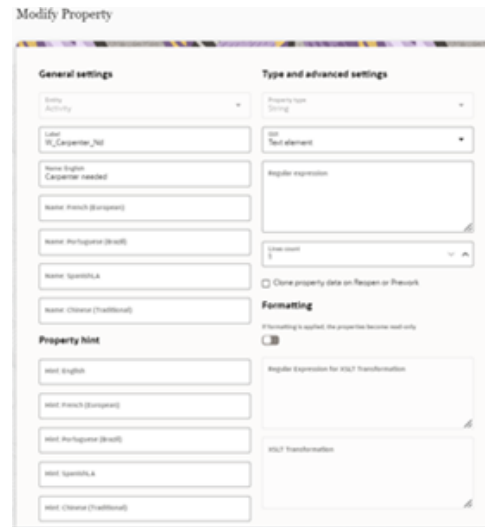 Modify Property
General settings
Entity
Activity
Label
W_Carpenter_Nd
Name: English
Carpenter needed
Name: French (European)
Name: Portuguese (Brazil)
Name: SpanishLA
Name: Chinese (Traditional)
Property hint
Hint: English
Hint: French (European)
Hint: Portuguese (Brazil)
Hint: SpanishLA
Hint: Chinese (Traditional)
Type and advanced settings
Property type
String
GUI
Text element
Regular expression
Lines count
5
Clone property data on Reopen or Prework
Formatting
If formatting is applied, the properties become read-only
Regular Expression for XSLT Transformation
XSLT Transformation